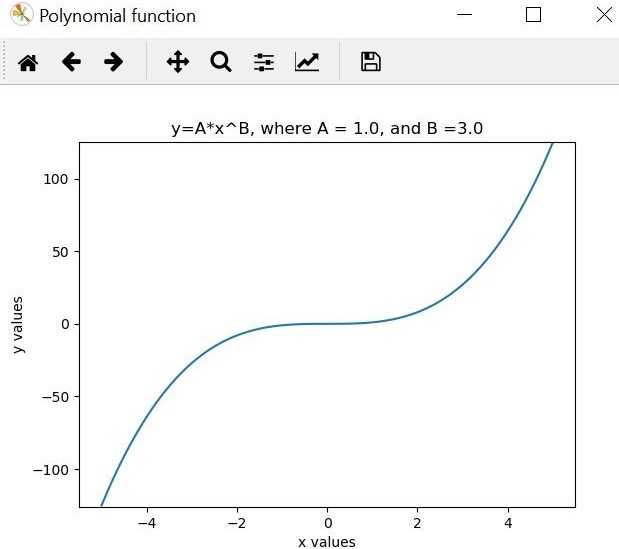 Polynomial function
y=A*x^B, where A = 1.0, and B =3.0
100
50
0
−50
−100
y values
−4 −2 0 2 4
x values